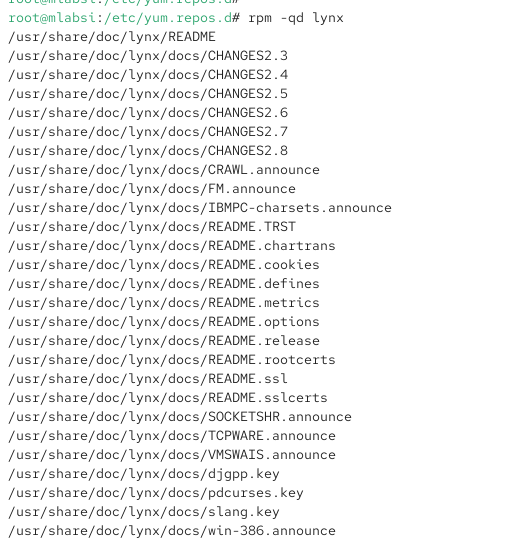 root@mlabsi:/etc/yum.repos.d#
root@mlabsi:/etc/yum.repos.d# rpm -qd lynx
/usr/share/doc/lynx/README
/usr/share/doc/lynx/docs/CHANGES2.3
/usr/share/doc/lynx/docs/CHANGES2.4
/usr/share/doc/lynx/docs/CHANGES2.5
/usr/share/doc/lynx/docs/CHANGES2.6
/usr/share/doc/lynx/docs/CHANGES2.7
/usr/share/doc/lynx/docs/CHANGES2.8
/usr/share/doc/lynx/docs/CRAWL.announce
/usr/share/doc/lynx/docs/FM.announce
/usr/share/doc/lynx/docs/IBMPC-charsets.announce
/usr/share/doc/lynx/docs/README.TRST
/usr/share/doc/lynx/docs/README.chartrans
/usr/share/doc/lynx/docs/README.cookies
/usr/share/doc/lynx/docs/README.defines
/usr/share/doc/lynx/docs/README.metrics
/usr/share/doc/lynx/docs/README.options
/usr/share/doc/lynx/docs/README.release
/usr/share/doc/lynx/docs/README.rootcerts
/usr/share/doc/lynx/docs/README.ssl
/usr/share/doc/lynx/docs/README.sslcerts
/usr/share/doc/lynx/docs/SOCKETSHR.announce
/usr/share/doc/lynx/docs/TCPWARE.announce
/usr/share/doc/lynx/docs/VMSWAIS.announce
/usr/share/doc/lynx/docs/djgpp.key
/usr/share/doc/lynx/docs/pdcurses.key
/usr/share/doc/lynx/docs/slang.key
/usr/share/doc/lynx/docs/win-386.announce